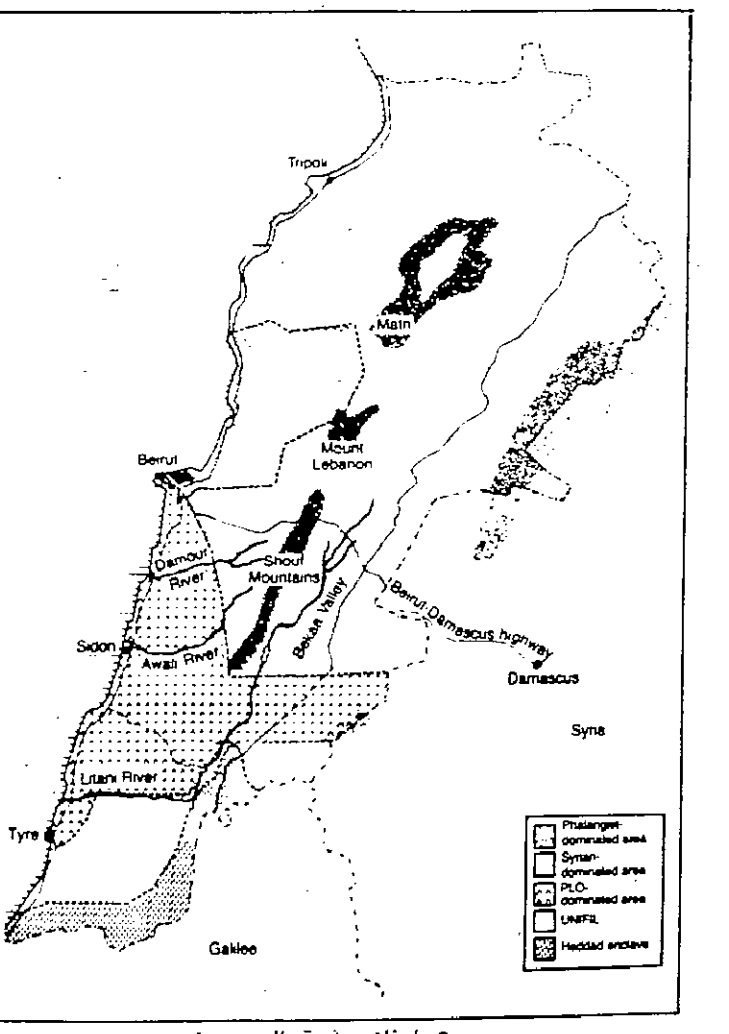 Tripoli
Matn
Mount
Lebanon
Beirut
Damour
River
Shouf
Mountains
Bekaa Valley
Beirut-Damascus highway
Sidon
Awali River
Damascus
Syria
Litani River
Tyre
Galilee
Phalangist-
dominated area
Syrian-
dominated area
PLO-
dominated area
UNIFIL
Haddad enclave